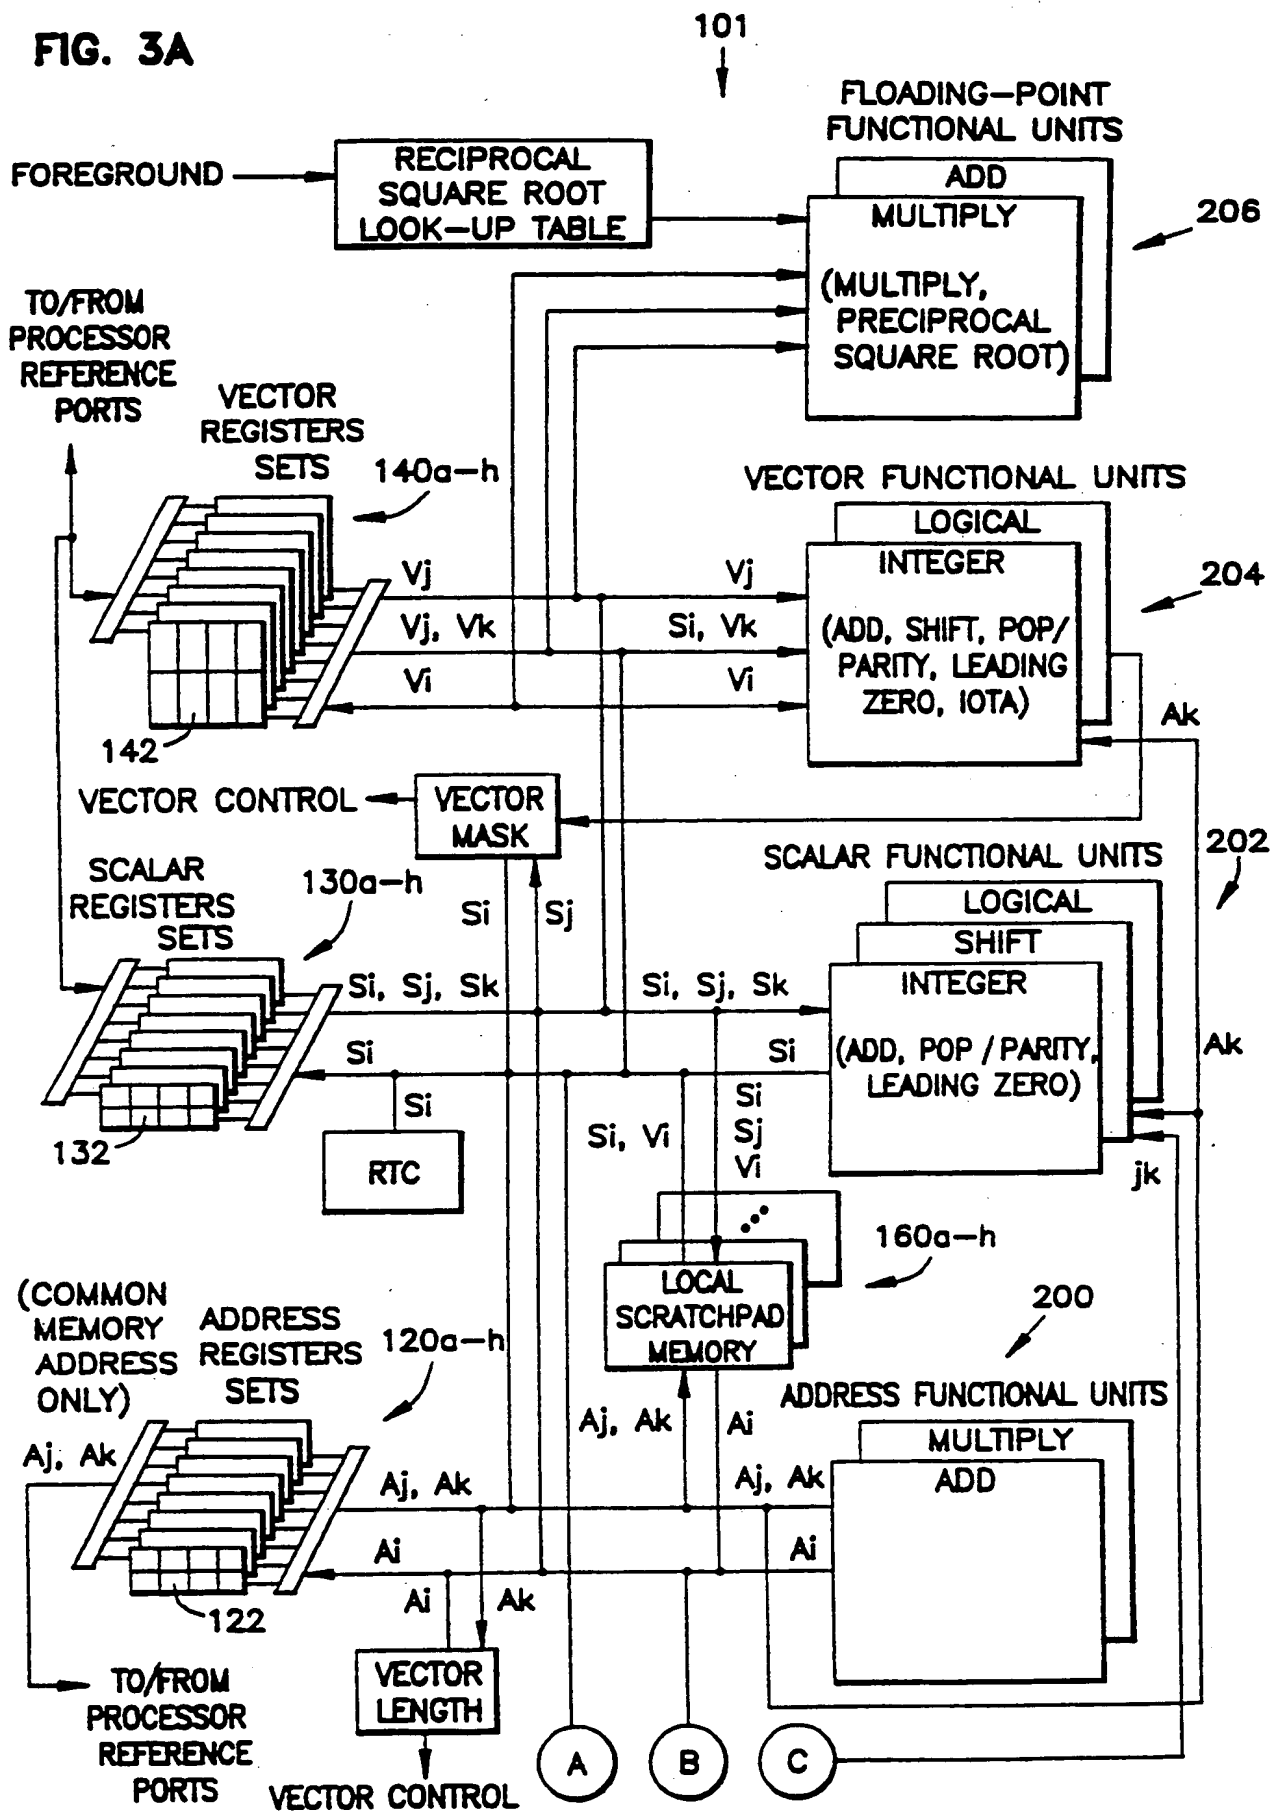 FIG. 3A
101
FLOADING-POINT
FUNCTIONAL UNITS
FOREGROUND
RECIPROCAL
SQUARE ROOT
LOOK-UP TABLE
ADD
MULTIPLY
(MULTIPLY,
PRECIPROCAL
SQUARE ROOT)
206
TO/FROM
PROCESSOR
REFERENCE
PORTS
VECTOR
REGISTERS
SETS
140a-h
142
Vj
Vj, Vk
Vi
Vj
Si, Vk
Vi
VECTOR FUNCTIONAL UNITS
LOGICAL
INTEGER
(ADD, SHIFT, POP/
PARITY, LEADING
ZERO, IOTA)
204
Ak
VECTOR CONTROL
VECTOR
MASK
Si
Sj
SCALAR
REGISTERS
SETS
130a-h
132
Si, Sj, Sk
Si
Si
RTC
Si, Sj, Sk
Si
SCALAR FUNCTIONAL UNITS
202
LOGICAL
SHIFT
INTEGER
(ADD, POP / PARITY,
LEADING ZERO)
Ak
jk
Si, Vi
Si
Sj
Vi
LOCAL
SCRATCHPAD
MEMORY
160a-h
Aj, Ak
Ai
(COMMON
MEMORY
ADDRESS
ONLY)
ADDRESS
REGISTERS
SETS
120a-h
Aj, Ak
122
Aj, Ak
Ai
Ai
Ak
Aj, Ak
Ai
200
ADDRESS FUNCTIONAL UNITS
MULTIPLY
ADD
TO/FROM
PROCESSOR
REFERENCE
PORTS
VECTOR
LENGTH
VECTOR CONTROL
A
B
C